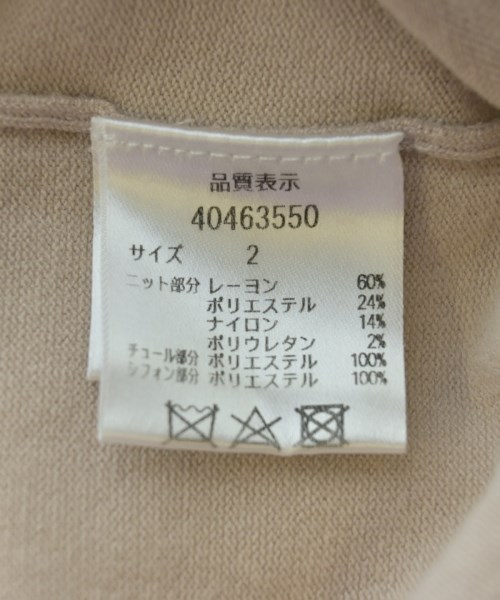 品質表示
40463550
サイズ 2
ニット部分 レーヨン 60%
ポリエステル 24%
ナイロン 14%
ポリウレタン 2%
チュール部分 ポリエステル 100%
シフォン部分 ポリエステル 100%